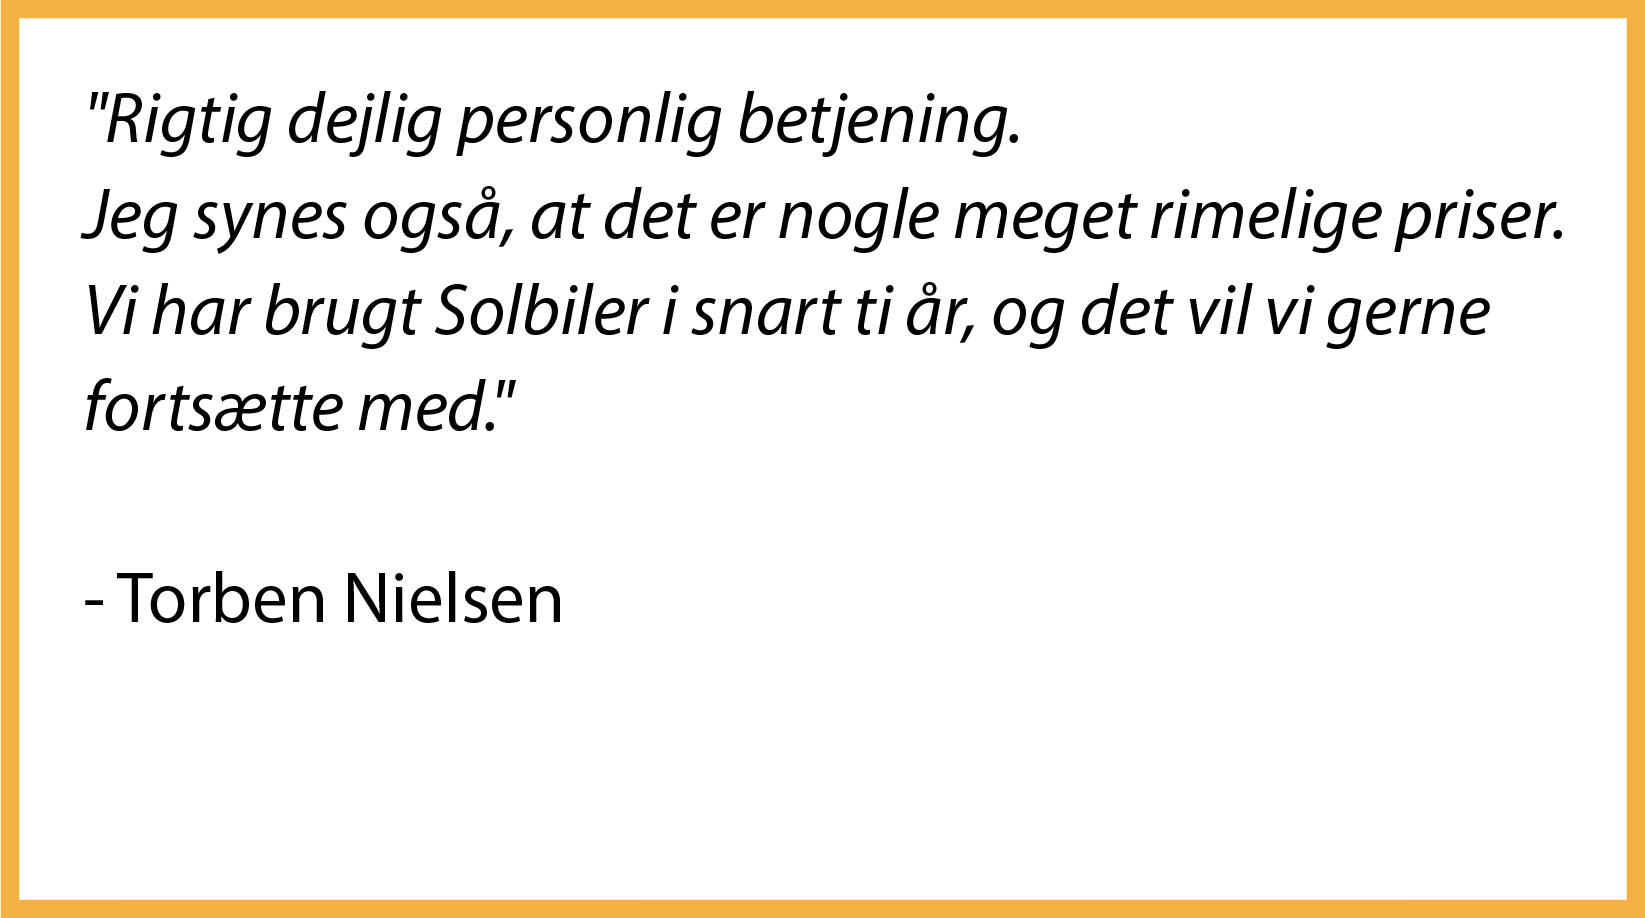 "Rigtig dejlig personlig betjening.
Jeg synes også, at det er nogle meget rimelige priser.
Vi har brugt Solbiler i snart ti år, og det vil vi gerne
fortsætte med."
- Torben Nielsen